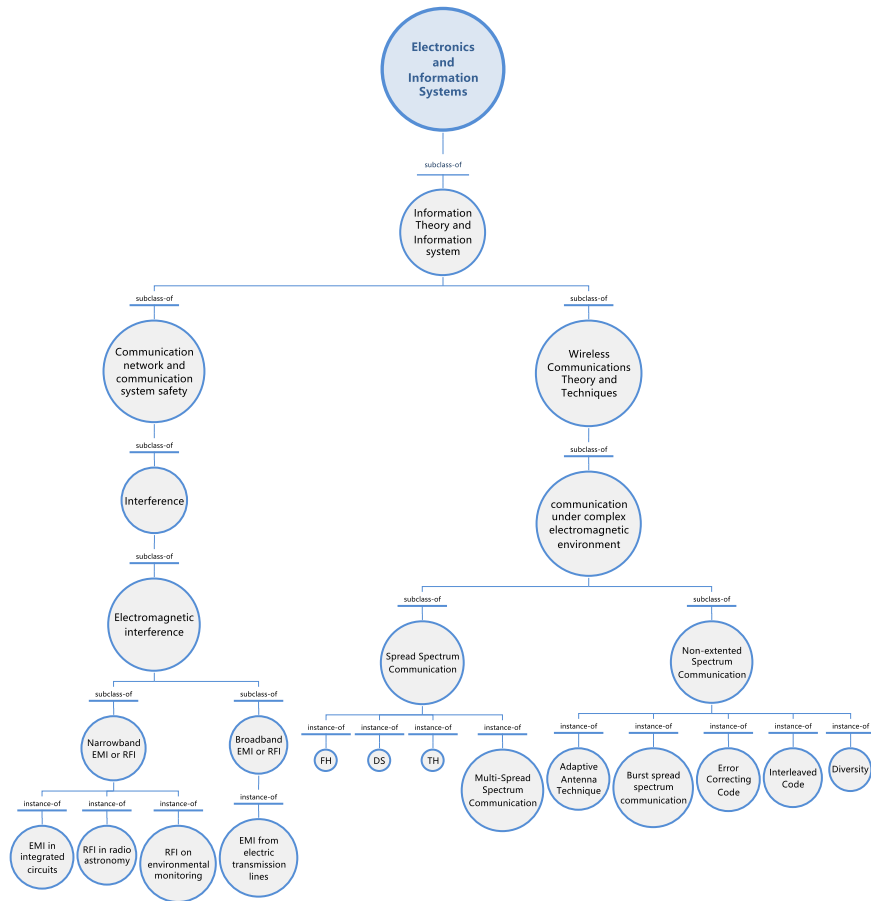 Electronics
and
Information
Systems
subclass-of
Information
Theory and
Information
system
subclass-of
subclass-of
Communication
network and
communication
system safety
Wireless
Communications
Theory and
Techniques
subclass-of
subclass-of
Interference
communication
under complex
electromagnetic
environment
subclass-of
Electromagnetic
interference
subclass-of
subclass-of
Spread Spectrum
Communication
Non-extented
Spectrum
Communication
subclass-of
subclass-of
Narrowband
EMI or RFI
Broadband
EMI or RFI
instance-of
instance-of
instance-of
instance-of
instance-of
instance-of
instance-of
instance-of
instance-of
FH
DS
TH
Multi-Spread
Spectrum
Communication
Adaptive
Antenna
Technique
Burst spread
spectrum
communication
Error
Correcting
Code
Interleaved
Code
Diversity
instance-of
instance-of
instance-of
instance-of
EMI in
integrated
circuits
RFI in radio
astronomy
RFI on
environmental
monitoring
EMI from
electric
transmission
lines